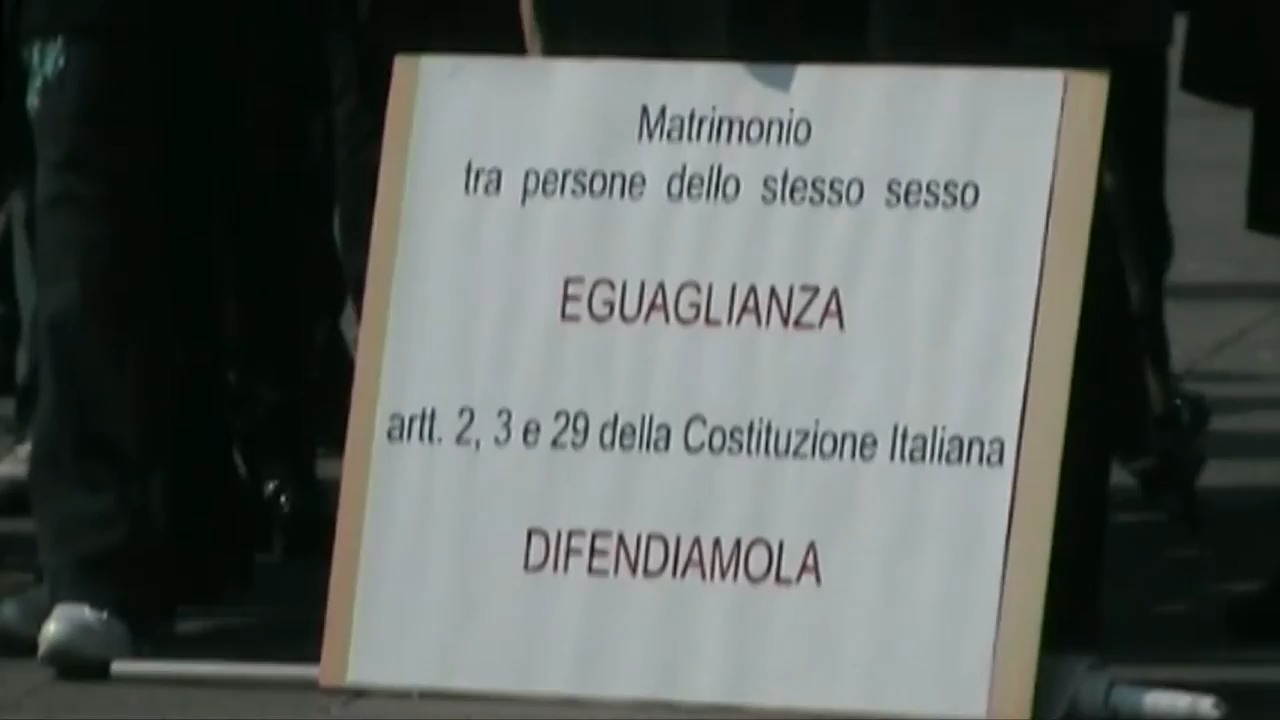 Matrimonio
tra persone dello stesso sesso
EGUAGLIANZA
artt. 2, 3 e 29 della Costituzione Italiana
DIFENDIAMOLA